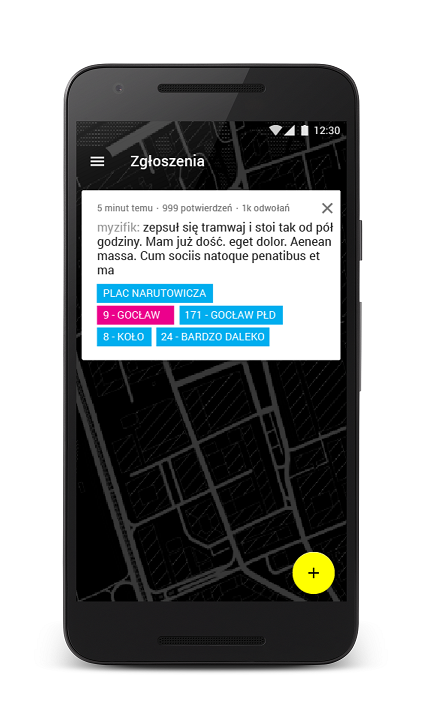 12:30
Zgłoszenia
5 minut temu · 999 potwierdzeń · 1k odwołań
myzifik: zepsuł się tramwaj i stoi tak od pół
godziny. Mam już dość. eget dolor. Aenean
massa. Cum sociis natoque penatibus et
ma
PLAC NARUTOWICZA
9 - GOCŁAW 171 - GOCŁAW PŁD
8 - KOŁO 24 - BARDZO DALEKO